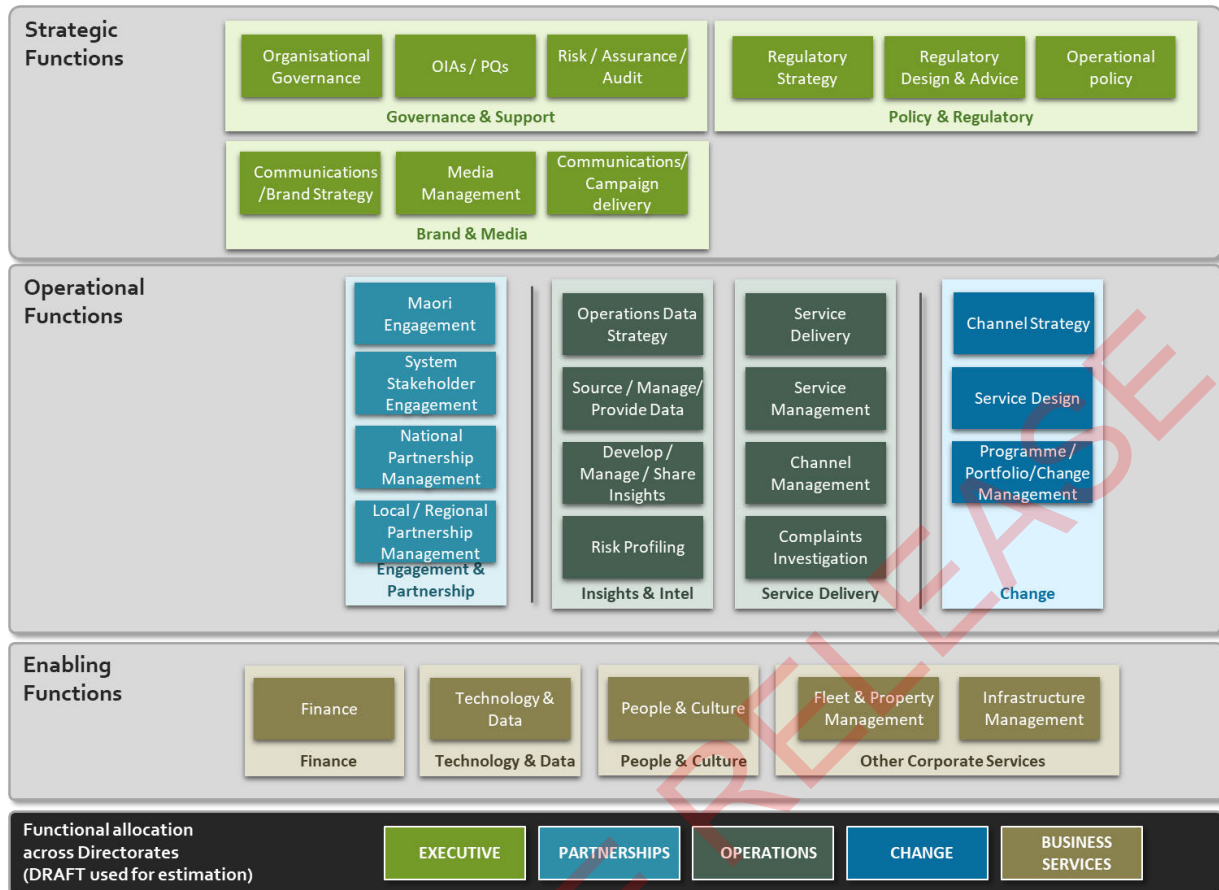 Strategic
Functions
Organisational
Governance
OIAs / PQs
Risk / Assurance /
Audit
Governance & Support
Regulatory
Strategy
Regulatory
Design & Advice
Operational
policy
Policy & Regulatory
Communications
/Brand Strategy
Media
Management
Communications/
Campaign
delivery
Brand & Media
Operational
Functions
Maori
Engagement
System
Stakeholder
Engagement
National
Partnership
Management
Local / Regional
Partnership
Management
Engagement &
Partnership
Operations Data
Strategy
Source / Manage/
Provide Data
Develop /
Manage / Share
Insights
Risk Profiling
Insights & Intel
Service
Delivery
Service
Management
Channel
Management
Complaints
Investigation
Service Delivery
Channel Strategy
Service Design
Programme /
Portfolio/Change
Management
Change
Enabling
Functions
Finance
Finance
Technology &
Data
Technology & Data
People & Culture
People & Culture
Fleet & Property
Management
Infrastructure
Management
Other Corporate Services
Functional allocation
across Directorates
(DRAFT used for estimation)
EXECUTIVE
PARTNERSHIPS
OPERATIONS
CHANGE
BUSINESS
SERVICES
RELEASE